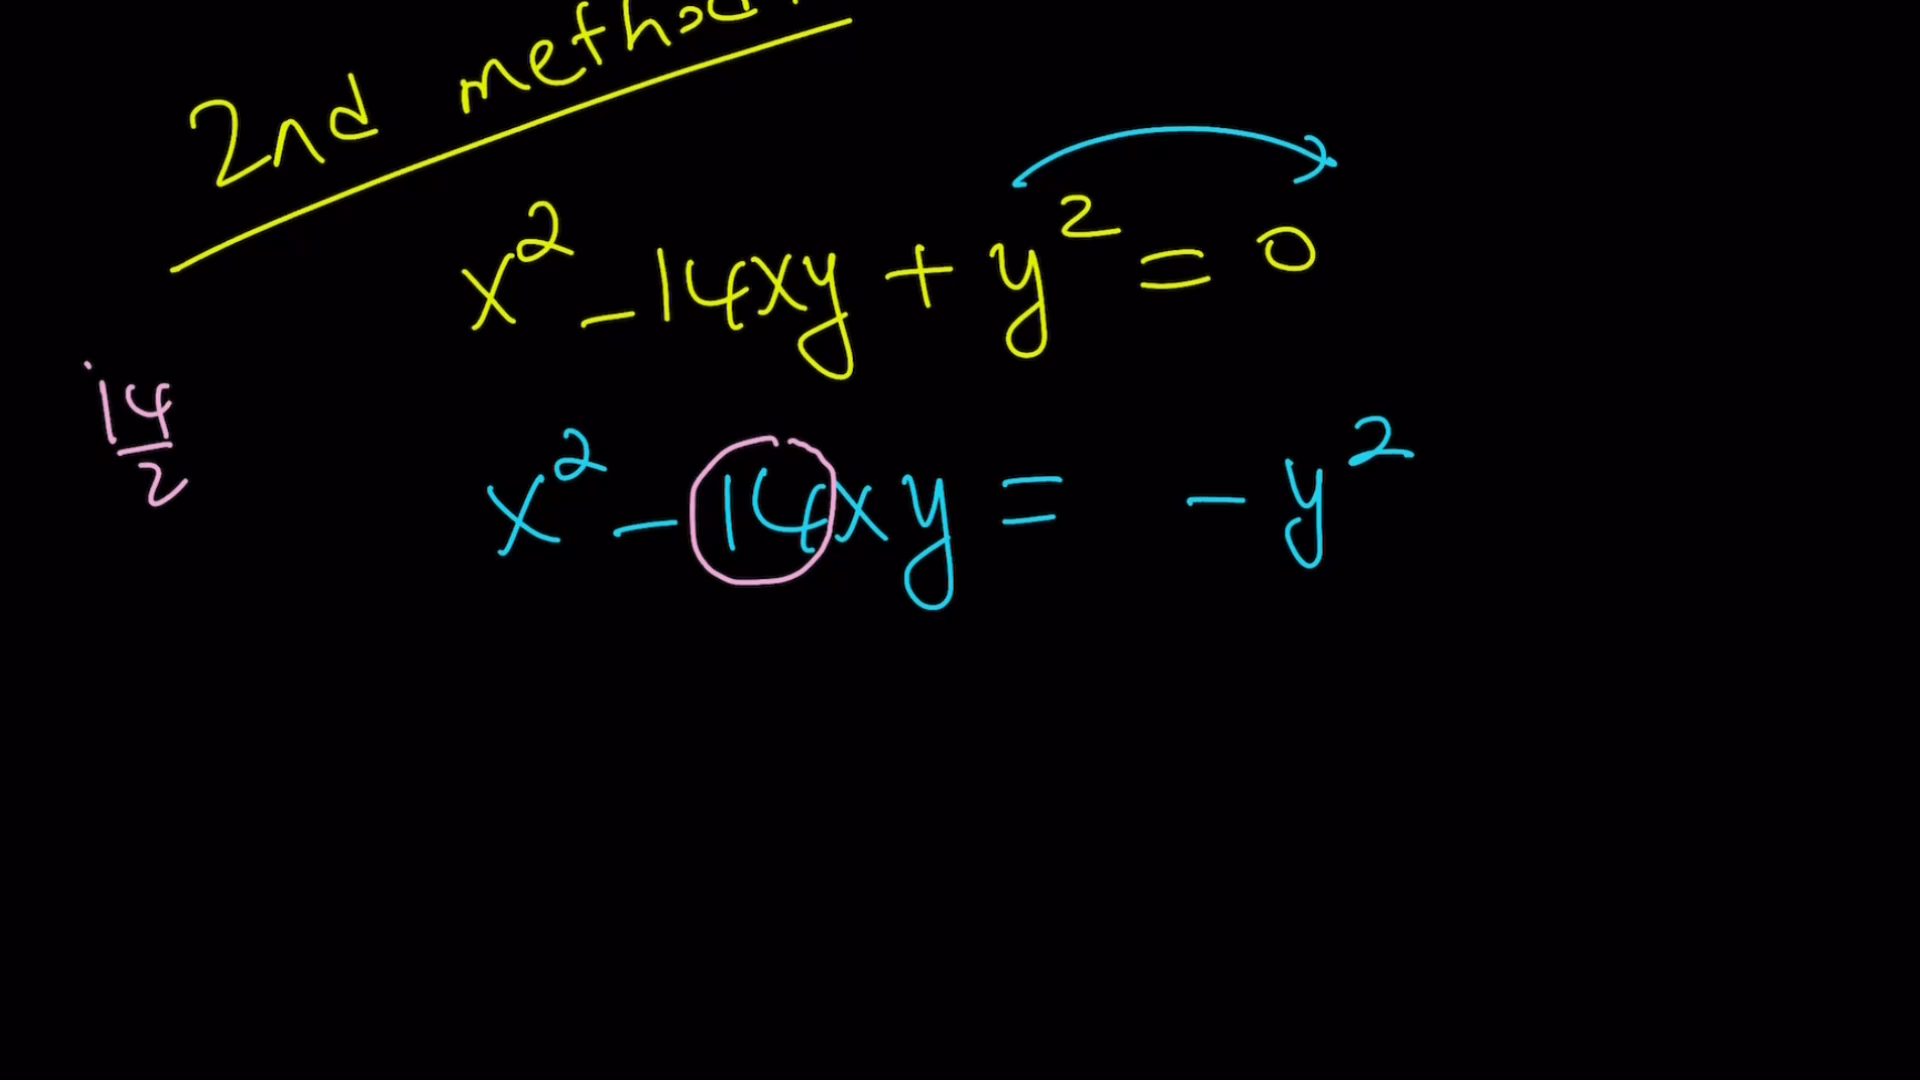 2nd method
x² - 14xy + y² = 0
14/2
x² - 14xy = - y²